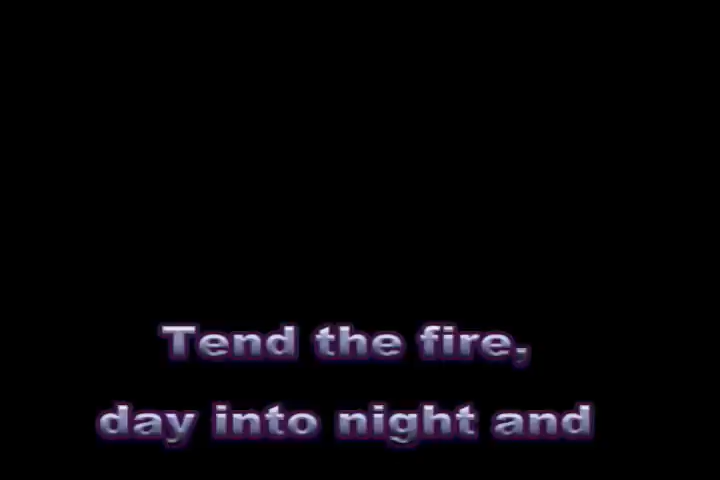 Tend the fire,
day into night and